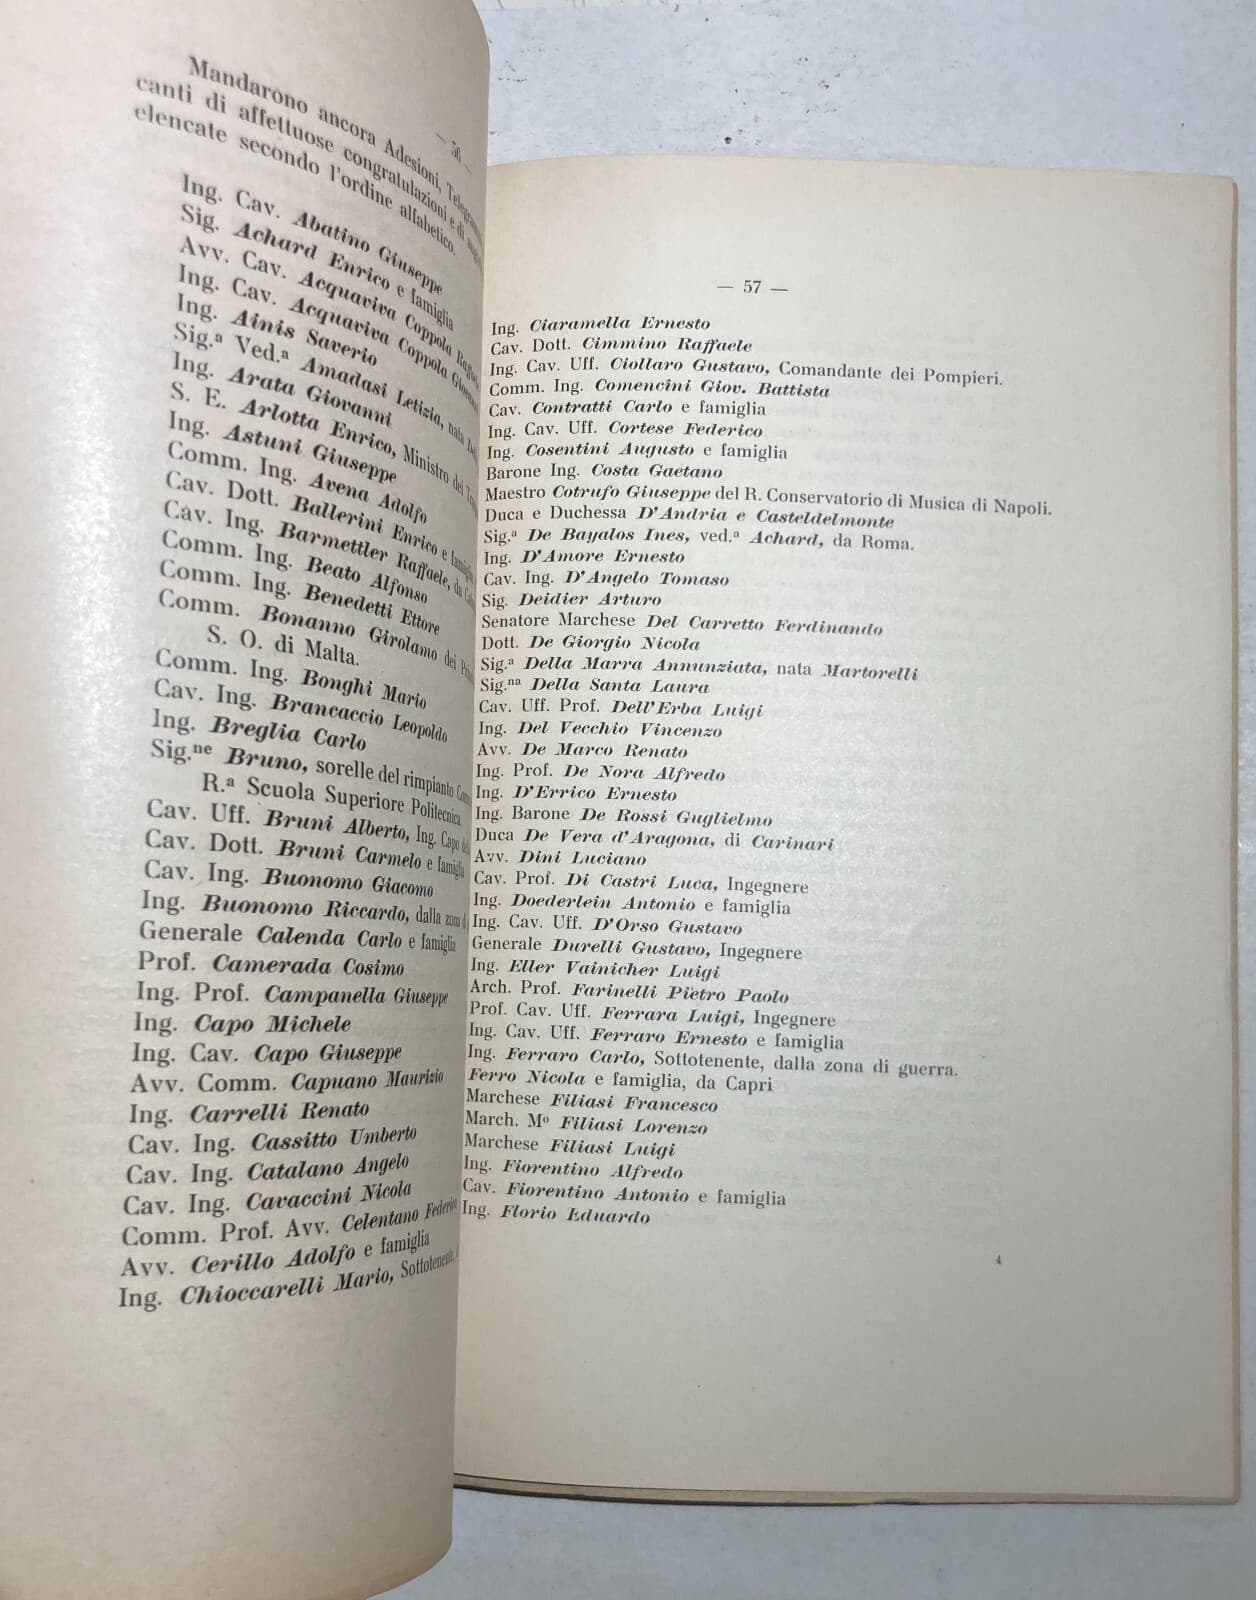 — 56 —
Mandarono ancora Adesioni,
canti di affettuose congratulazioni e di
elencate secondo l'ordine alfabetico.
Ing. Cav. Abatino Giuseppe
Sig. Achard Enrico e famiglia
Avv. Cav. Acquaviva Coppola
Ing. Cav. Acquaviva Coppola
Ing. Ainis Saverio
Sig.a Ved.a Amadasi Letizia, nata
Ing. Arata Giovanni
S. E. Arlotta Enrico, Ministro dei
Ing. Astuni Giuseppe
Comm. Ing. Avena Adolfo
Cav. Dott. Ballerini Enrico e famiglia
Cav. Ing. Barmettler Raffaele, da
Comm. Ing. Beato Alfonso
Comm. Ing. Benedetti Ettore
Comm. Bonanno Girolamo dei
S. O. di Malta.
Comm. Ing. Bonghi Mario
Cav. Ing. Brancaccio Leopoldo
Ing. Breglia Carlo
Sig.ne Bruno, sorelle del rimpianto
R.a Scuola Superiore Politecnica.
Cav. Uff. Bruni Alberto, Ing. Capo
Cav. Dott. Bruni Carmelo e famiglia
Cav. Ing. Buonomo Giacomo
Ing. Buonomo Riccardo, dalla zona
Generale Calenda Carlo e famiglia
Prof. Camerada Cosimo
Ing. Prof. Campanella Giuseppe
Ing. Capo Michele
Ing. Cav. Capo Giuseppe
Avv. Comm. Capuano Maurizio
Ing. Carrelli Renato
Cav. Ing. Cassitto Umberto
Cav. Ing. Catalano Angelo
Cav. Ing. Cavaccini Nicola
Comm. Prof. Avv. Celentano Federico
Avv. Cerillo Adolfo e famiglia
Ing. Chioccarelli Mario, Sottotenente,
— 57 —
Ing. Ciaramella Ernesto
Cav. Dott. Cimmino Raffaele
Ing. Cav. Uff. Ciollaro Gustavo, Comandante dei Pompieri.
Comm. Ing. Comencini Giov. Battista
Cav. Contratti Carlo e famiglia
Ing. Cav. Uff. Cortese Federico
Ing. Cosentini Augusto e famiglia
Barone Ing. Costa Gaetano
Maestro Cotrufo Giuseppe del R. Conservatorio di Musica di Napoli.
Duca e Duchessa D'Andria e Casteldelmonte
Sig.a De Bayalos Ines, ved.a Achard, da Roma.
Ing. D'Amore Ernesto
Cav. Ing. D'Angelo Tomaso
Sig. Deidier Arturo
Senatore Marchese Del Carretto Ferdinando
Dott. De Giorgio Nicola
Sig.a Della Marra Annunziata, nata Martorelli
Sig.na Della Santa Laura
Cav. Uff. Prof. Dell'Erba Luigi
Ing. Del Vecchio Vincenzo
Avv. De Marco Renato
Ing. Prof. De Nora Alfredo
Ing. D'Errico Ernesto
Ing. Barone De Rossi Guglielmo
Duca De Vera d'Aragona, di Carinari
Avv. Dini Luciano
Cav. Prof. Di Castri Luca, Ingegnere
Ing. Doederlein Antonio e famiglia
Ing. Cav. Uff. D'Orso Gustavo
Generale Durelli Gustavo, Ingegnere
Ing. Eller Vainicher Luigi
Arch. Prof. Farinelli Pietro Paolo
Prof. Cav. Uff. Ferrara Luigi, Ingegnere
Ing. Cav. Uff. Ferraro Ernesto e famiglia
Ing. Ferraro Carlo, Sottotenente, dalla zona di guerra.
Ferro Nicola e famiglia, da Capri
Marchese Filiasi Francesco
March. Mo Filiasi Lorenzo
Marchese Filiasi Luigi
Ing. Fiorentino Alfredo
Cav. Fiorentino Antonio e famiglia
Ing. Florio Eduardo